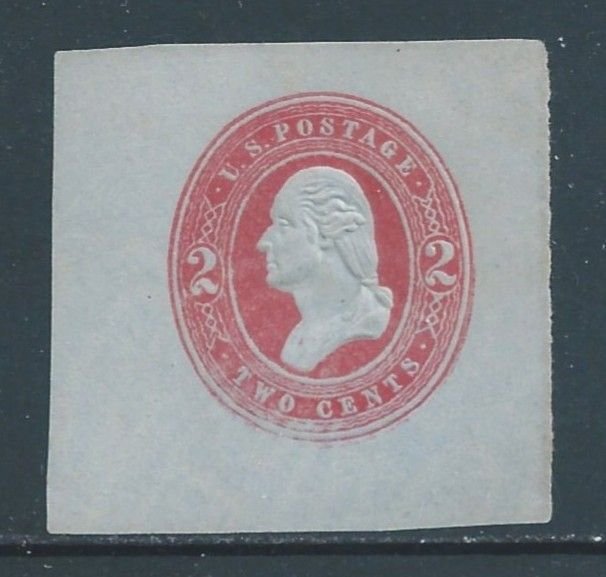 · U.S. POSTAGE ·
2 2
· TWO CENTS ·